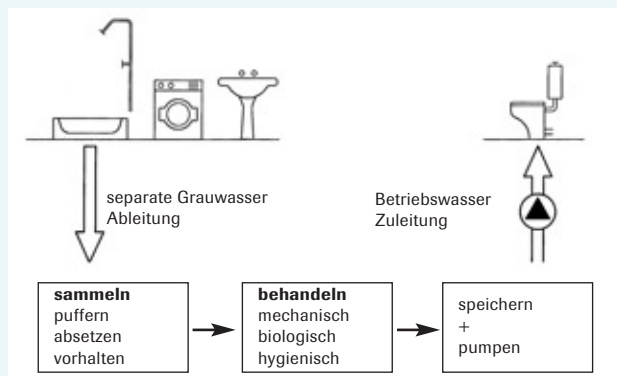 separate Grauwasser
Ableitung
Betriebswasser
Zuleitung
sammeln
puffern
absetzen
vorhalten
behandeln
mechanisch
biologisch
hygienisch
speichern
+
pumpen